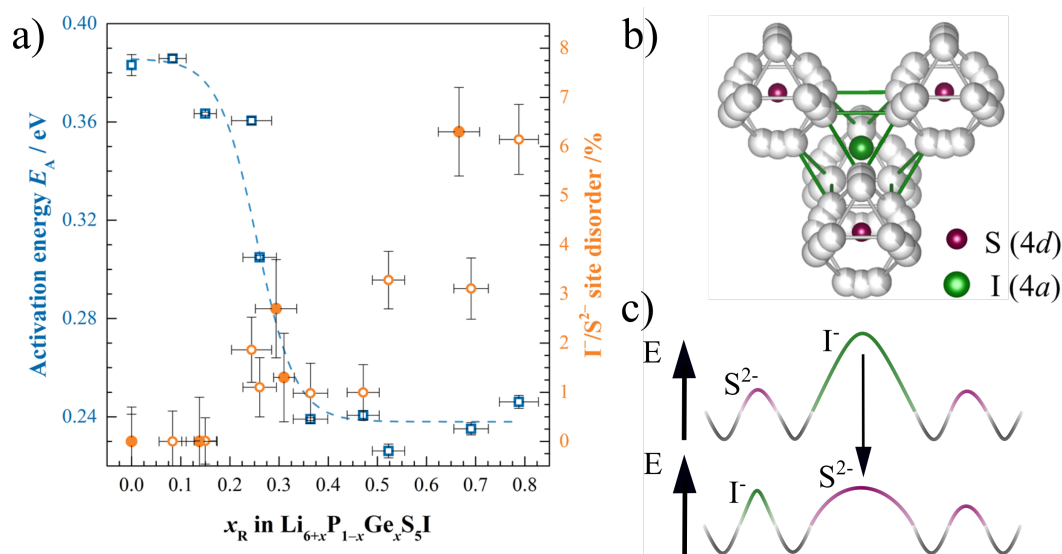 a)
Activation energy E_A / eV
0.40
0.36
0.32
0.28
0.24
0.0 0.1 0.2 0.3 0.4 0.5 0.6 0.7 0.8
x_R in Li_{6+x}P_{1−x}Ge_xS_5I
8
7
6
5
4
3
2
1
0
I⁻/S²⁻ site disorder /%
b)
S (4d)
I (4a)
c)
E
S²⁻
I⁻
E
I⁻
S²⁻